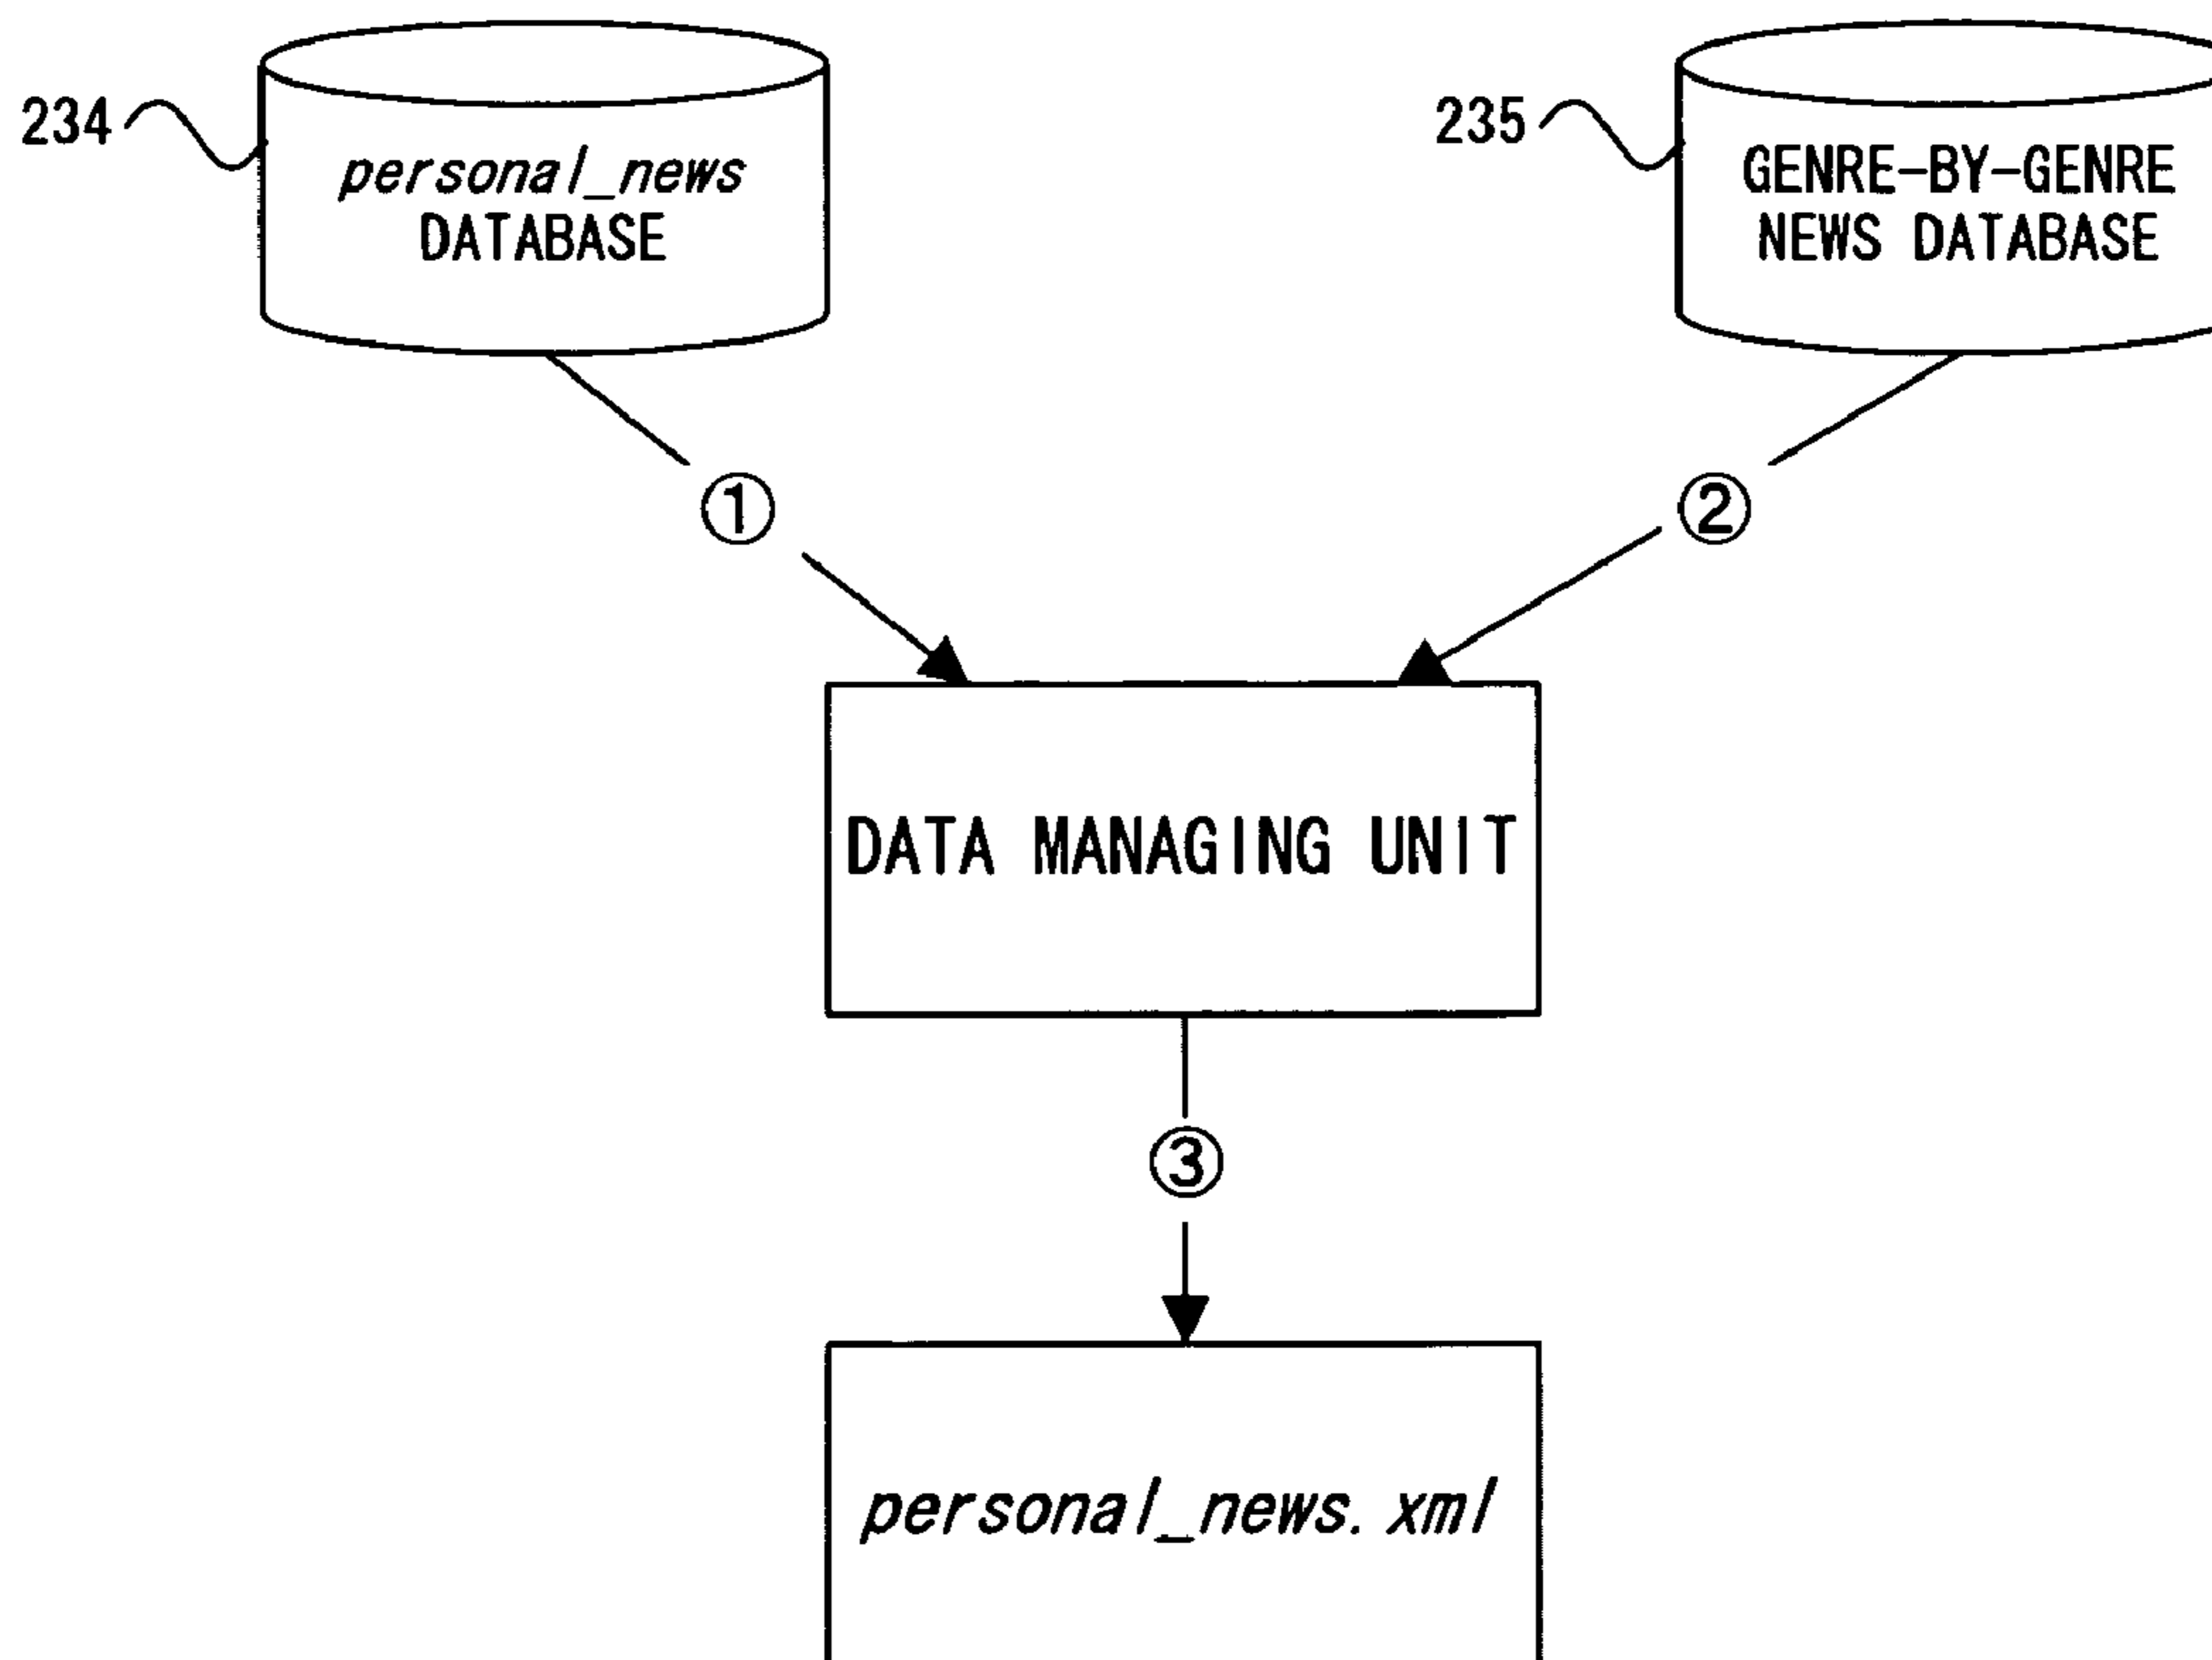 234
personal_news
DATABASE
235
GENRE-BY-GENRE
NEWS DATABASE
①
②
DATA MANAGING UNIT
③
personal_news.xml